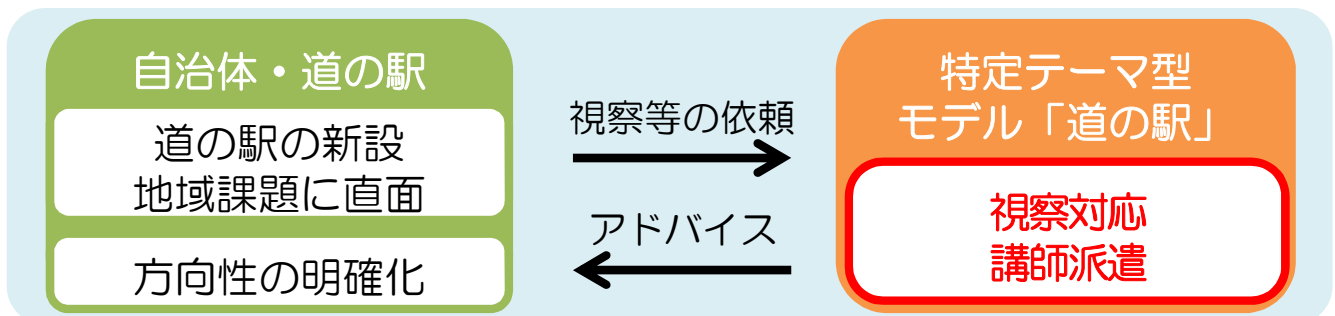 自治体・道の駅
道の駅の新設
地域課題に直面
方向性の明確化
視察等の依頼
アドバイス
特定テーマ型
モデル「道の駅」
視察対応
講師派遣